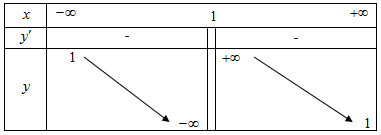 x −∞ 1 +∞
y′ - -
1 +∞
y
−∞ 1